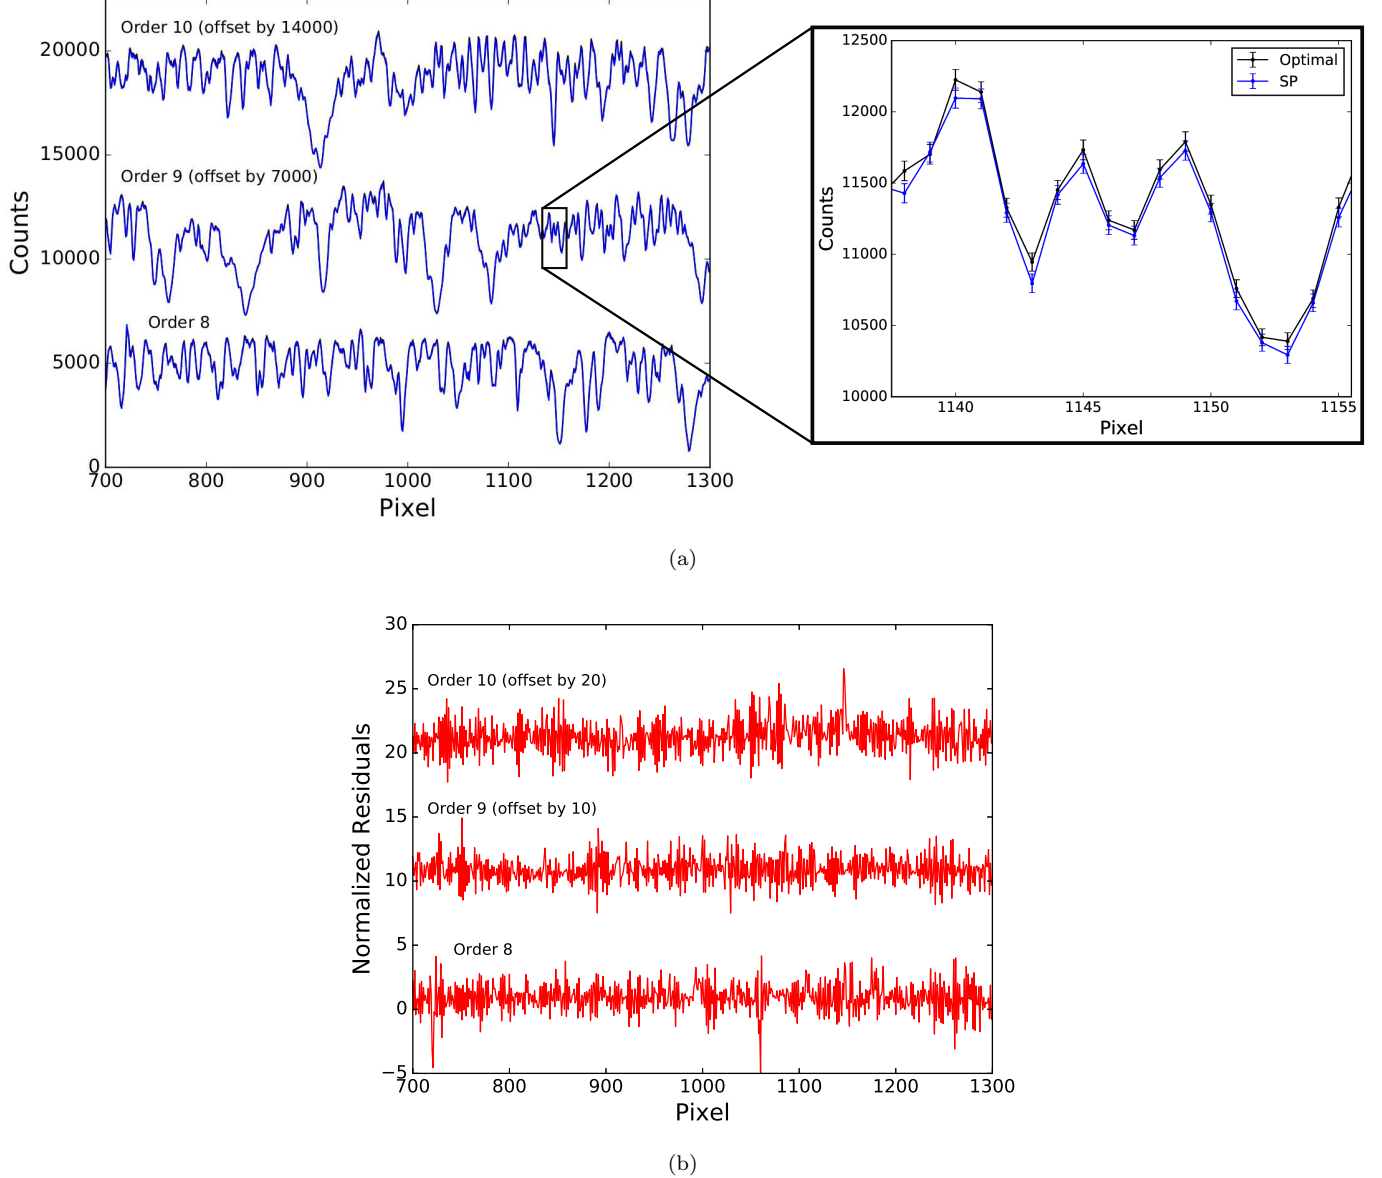 Order 10 (offset by 14000)
Order 9 (offset by 7000)
Order 8
20000
15000
10000
5000
0
Counts
700 800 900 1000 1100 1200 1300
Pixel
12500
12000
11500
11000
10500
10000
Counts
Optimal
SP
1140 1145 1150 1155
Pixel
(a)
30
25
20
15
10
5
0
−5
Normalized Residuals
Order 10 (offset by 20)
Order 9 (offset by 10)
Order 8
700 800 900 1000 1100 1200 1300
Pixel
(b)